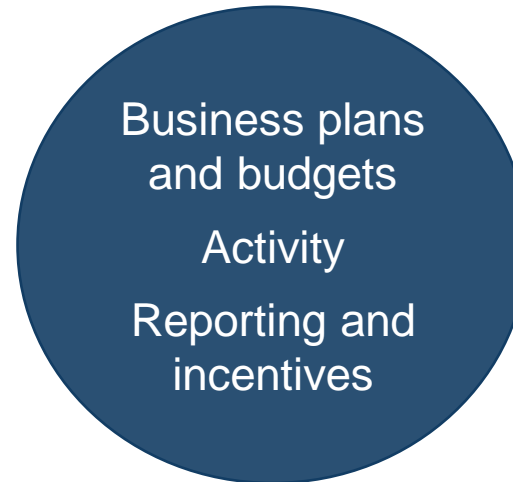 Business plans
and budgets
Activity
Reporting and
incentives